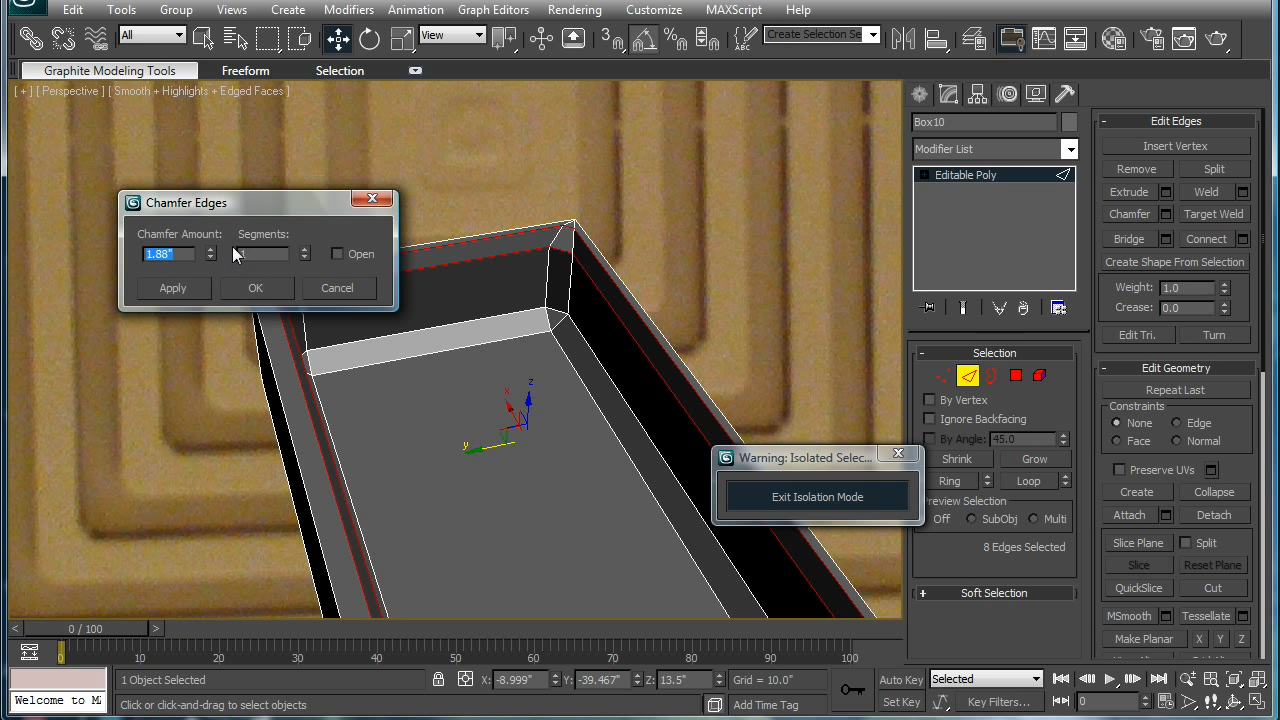 Edit Tools Group Views Create Modifiers Animation Graph Editors Rendering Customize MAXScript Help
All View Create Selection Se
Graphite Modeling Tools Freeform Selection
[ + ] [ Perspective ] [ Smooth + Highlights + Edged Faces ]
Chamfer Edges
Chamfer Amount: Segments:
1.88" 1 Open
Apply OK Cancel
x z y
Warning: Isolated Selec...
Exit Isolation Mode
Box10
Modifier List
Editable Poly
Selection
By Vertex
Ignore Backfacing
By Angle: 45.0
Shrink Grow
Ring Loop
Preview Selection
Off SubObj Multi
8 Edges Selected
Soft Selection
Edit Edges
Insert Vertex
Remove Split
Extrude Weld
Chamfer Target Weld
Bridge Connect
Create Shape From Selection
Weight: 1.0
Crease: 0.0
Edit Tri. Turn
Edit Geometry
Repeat Last
Constraints
None Edge
Face Normal
Preserve UVs
Create Collapse
Attach Detach
Slice Plane Split
Slice Reset Plane
QuickSlice Cut
MSmooth Tessellate
Make Planar X Y Z
< 0 / 100 >
0 10 20 30 40 50 60 70 80 90 100
1 Object Selected X: -8.999" Y: -39.467" Z: 13.5" Grid = 10.0" Auto Key Selected
Welcome to M Click or click-and-drag to select objects Add Time Tag Set Key Key Filters... 0